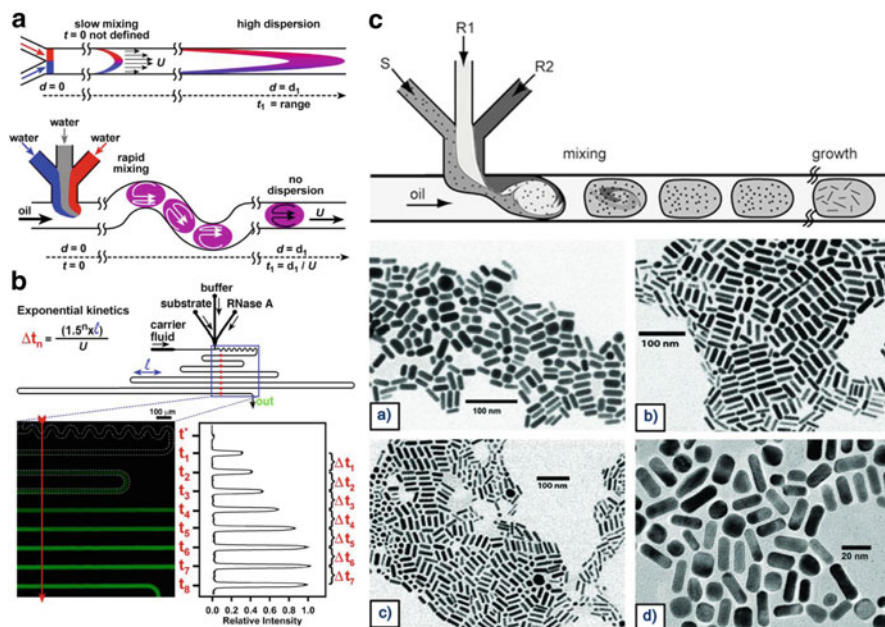 a
slow mixing
t = 0 not defined
high dispersion
U
d = 0
d = d₁
t₁ = range
water
water
water
rapid
mixing
no
dispersion
oil
U
d = 0
t = 0
d = d₁
t₁ = d₁ / U
b
Exponential kinetics
Δtₙ = (1.5ⁿxℓ)
U
buffer
substrate
RNase A
carrier
fluid
ℓ
out
100 µm
t*
t₁
t₂
t₃
t₄
t₅
t₆
t₇
t₈
Δt₁
Δt₂
Δt₃
Δt₄
Δt₅
Δt₆
Δt₇
0.0 0.2 0.4 0.6 0.8 1.0
Relative Intensity
c
R1
S
R2
mixing
growth
oil
100 nm
a)
100 nm
b)
100 nm
c)
20 nm
d)